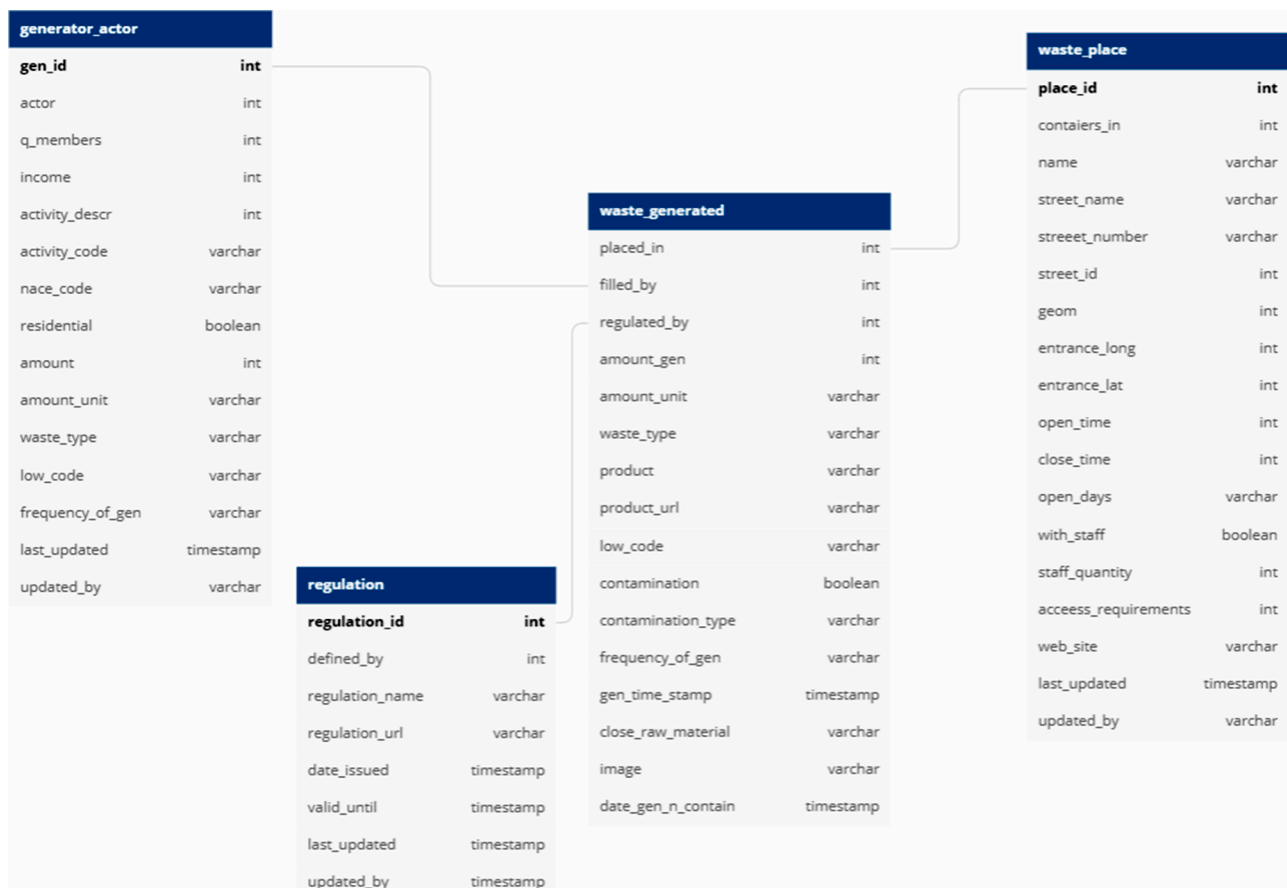 generator_actor
gen_id int
actor int
q_members int
income int
activity_descr int
activity_code varchar
nace_code varchar
residential boolean
amount int
amount_unit varchar
waste_type varchar
low_code varchar
frequency_of_gen varchar
last_updated timestamp
updated_by varchar
regulation
regulation_id int
defined_by int
regulation_name varchar
regulation_url varchar
date_issued timestamp
valid_until timestamp
last_updated timestamp
updated_by timestamp
waste_generated
placed_in int
filled_by int
regulated_by int
amount_gen int
amount_unit varchar
waste_type varchar
product varchar
product_url varchar
low_code varchar
contamination boolean
contamination_type varchar
frequency_of_gen varchar
gen_time_stamp timestamp
close_raw_material varchar
image varchar
date_gen_n_contain timestamp
waste_place
place_id int
contaiers_in int
name varchar
street_name varchar
streeet_number varchar
street_id int
geom int
entrance_long int
entrance_lat int
open_time int
close_time int
open_days varchar
with_staff boolean
staff_quantity int
acceess_requirements int
web_site varchar
last_updated timestamp
updated_by varchar